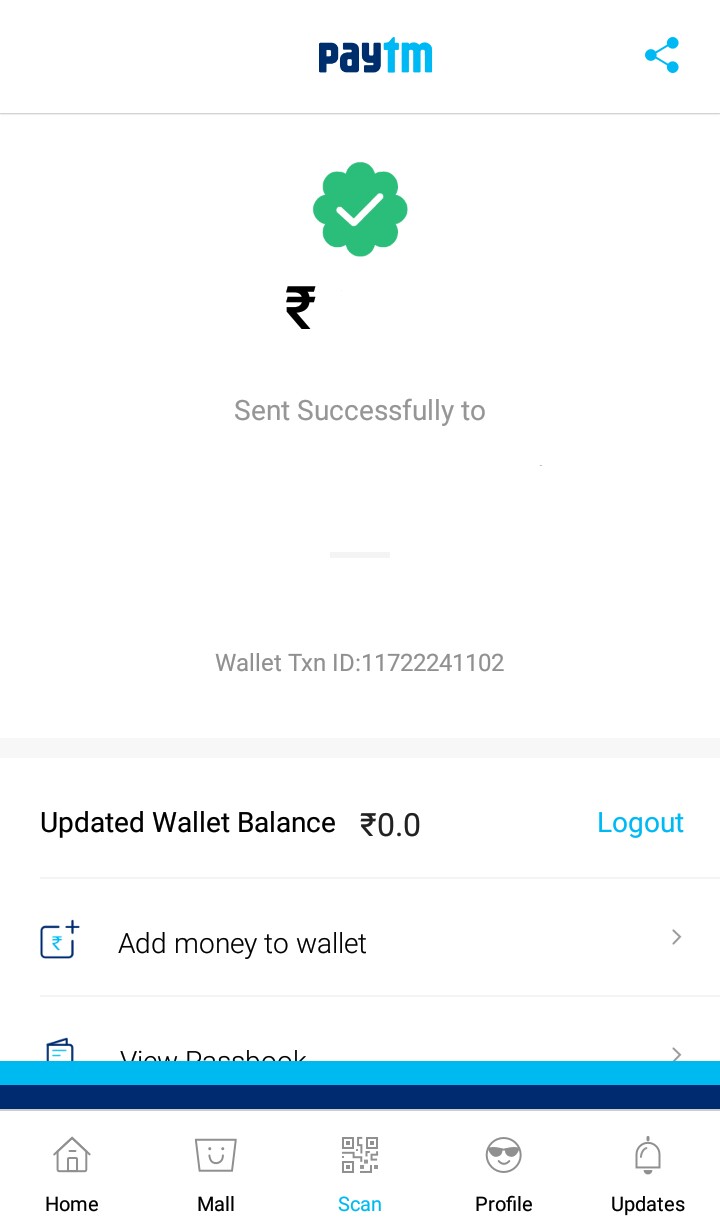 paytm
₹
Sent Successfully to
Wallet Txn ID:11722241102
Updated Wallet Balance ₹0.0 Logout
Add money to wallet
View Passbook
Home Mall Scan Profile Updates